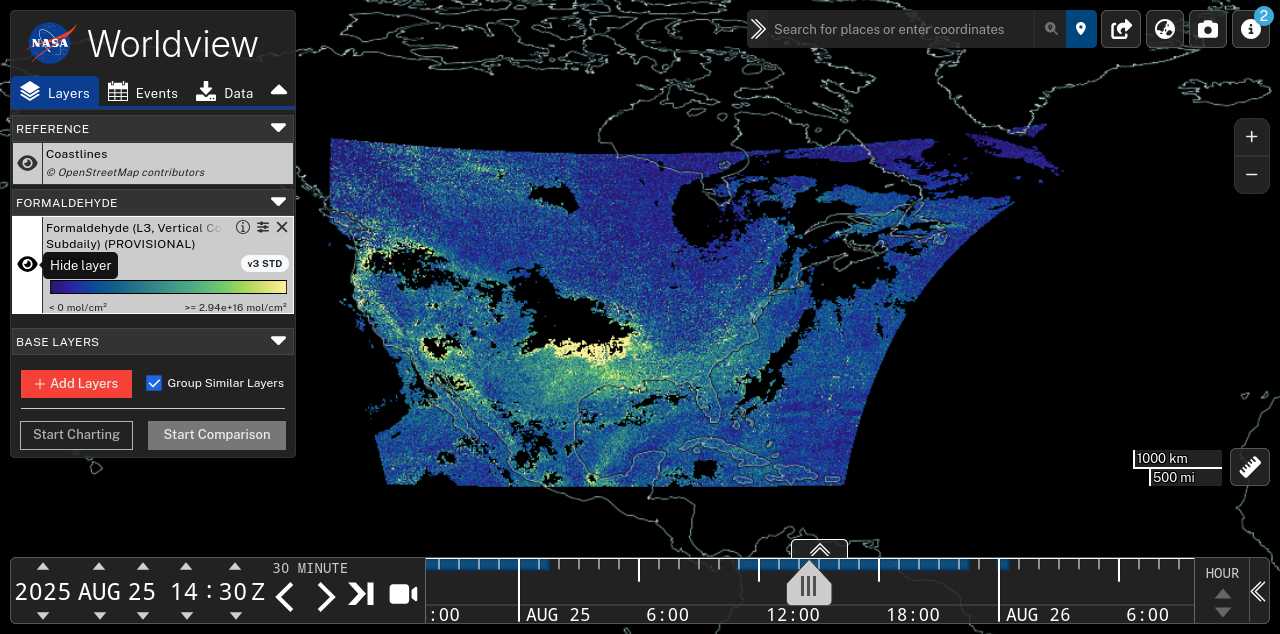 NASA
Worldview
Layers
Events
Data
REFERENCE
Coastlines
© OpenStreetMap contributors
FORMALDEHYDE
Formaldehyde (L3, Vertical Co
Subdaily) (PROVISIONAL)
Hide layer
v3 STD
< 0 mol/cm²
>= 2.94e+16 mol/cm²
BASE LAYERS
+ Add Layers
Group Similar Layers
Start Charting
Start Comparison
Search for places or enter coordinates
2
+
−
1000 km
500 mi
2025 AUG 25 14 : 30 Z
30 MINUTE
:00
AUG 25
6:00
12:00
18:00
AUG 26
6:00
HOUR